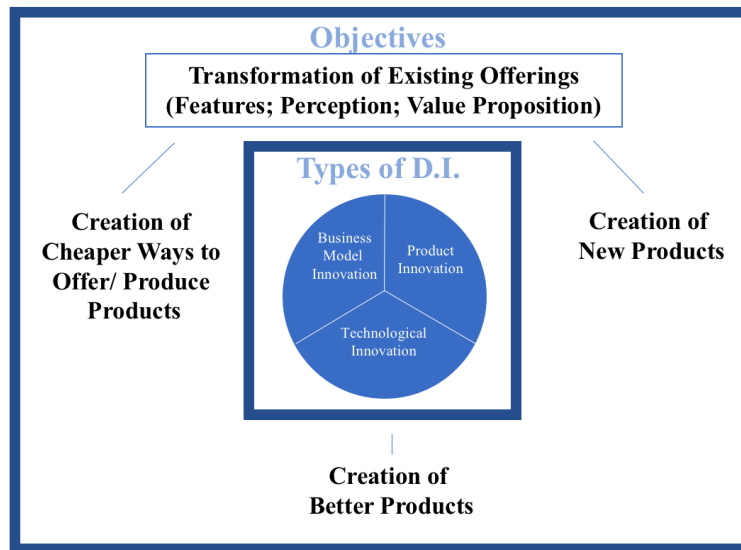 Objectives
Transformation of Existing Offerings
(Features; Perception; Value Proposition)
Types of D.I.
Creation of
Cheaper Ways to
Offer/ Produce
Products
Business
Model
Innovation
Product
Innovation
Technological
Innovation
Creation of
New Products
Creation of
Better Products